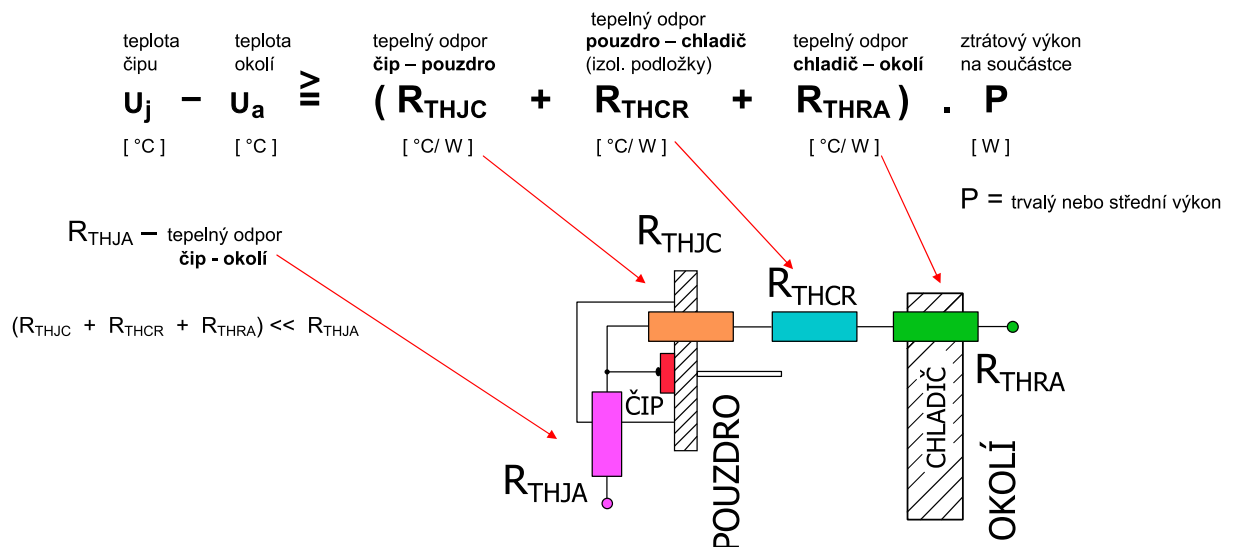 teplota čipu
teplota okolí
tepelný odpor čip – pouzdro
tepelný odpor pouzdro – chladič (izol. podložky)
tepelný odpor chladič – okolí
ztrátový výkon na součástce
Uj – Ua ≧ ( RTHJC + RTHCR + RTHRA ) . P
[ °C ] [ °C ] [ °C/ W ] [ °C/ W ] [ °C/ W ] [ W ]
P = trvalý nebo střední výkon
RTHJA – tepelný odpor
čip - okolí
(RTHJC + RTHCR + RTHRA) << RTHJA
RTHJC
RTHCR
RTHRA
ČIP
RTHJA
POUZDRO
CHLADIČ
OKOLÍ